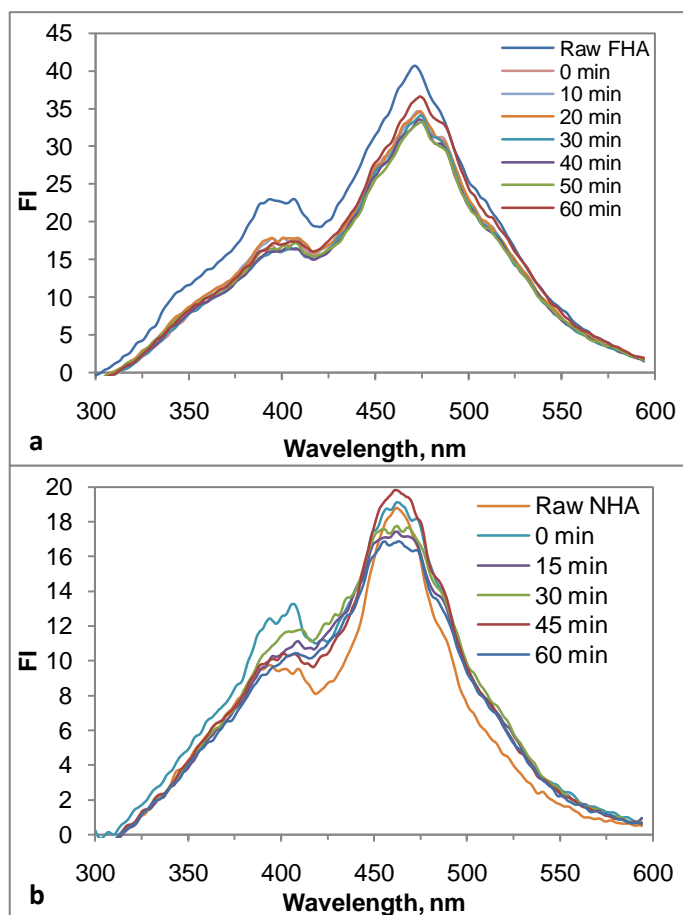 45
40
35
30
25
20
15
10
5
0
FI
300 350 400 450 500 550 600
Wavelength, nm
a
Raw FHA
0 min
10 min
20 min
30 min
40 min
50 min
60 min
20
18
16
14
12
10
8
6
4
2
0
FI
300 350 400 450 500 550 600
Wavelength, nm
b
Raw NHA
0 min
15 min
30 min
45 min
60 min